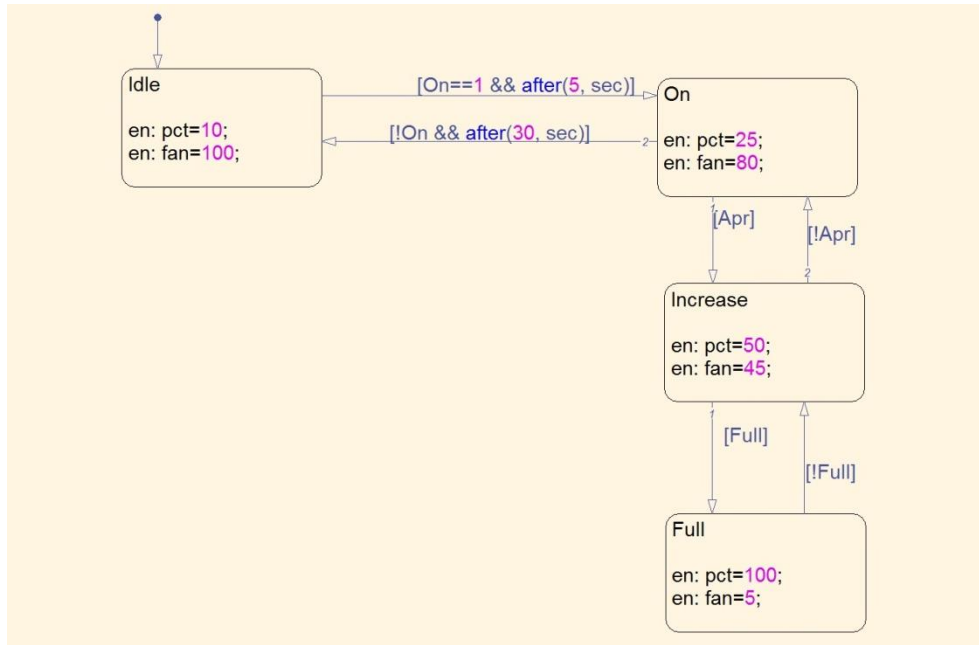 Idle
en: pct=10;
en: fan=100;
[On==1 && after(5, sec)]
[!On && after(30, sec)]
2
On
en: pct=25;
en: fan=80;
1
[Apr]
[!Apr]
2
Increase
en: pct=50;
en: fan=45;
1
[Full]
[!Full]
Full
en: pct=100;
en: fan=5;